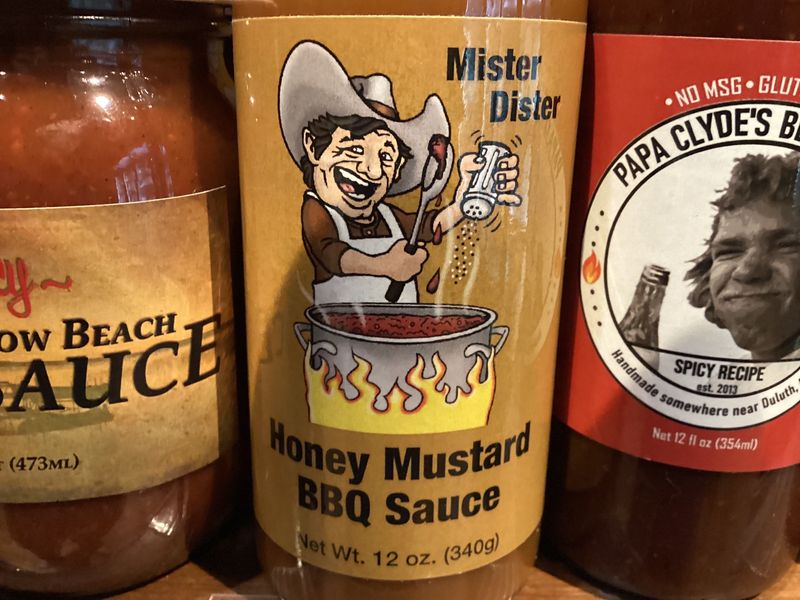 OW BEACH
SAUCE
(473ML)
Mister
Dister
Honey Mustard
BBQ Sauce
Net Wt. 12 oz. (340g)
• NO MSG • GLUT
PAPA CLYDE'S B
SPICY RECIPE
est. 2013
Handmade somewhere near Duluth,
Net 12 fl oz (354ml)